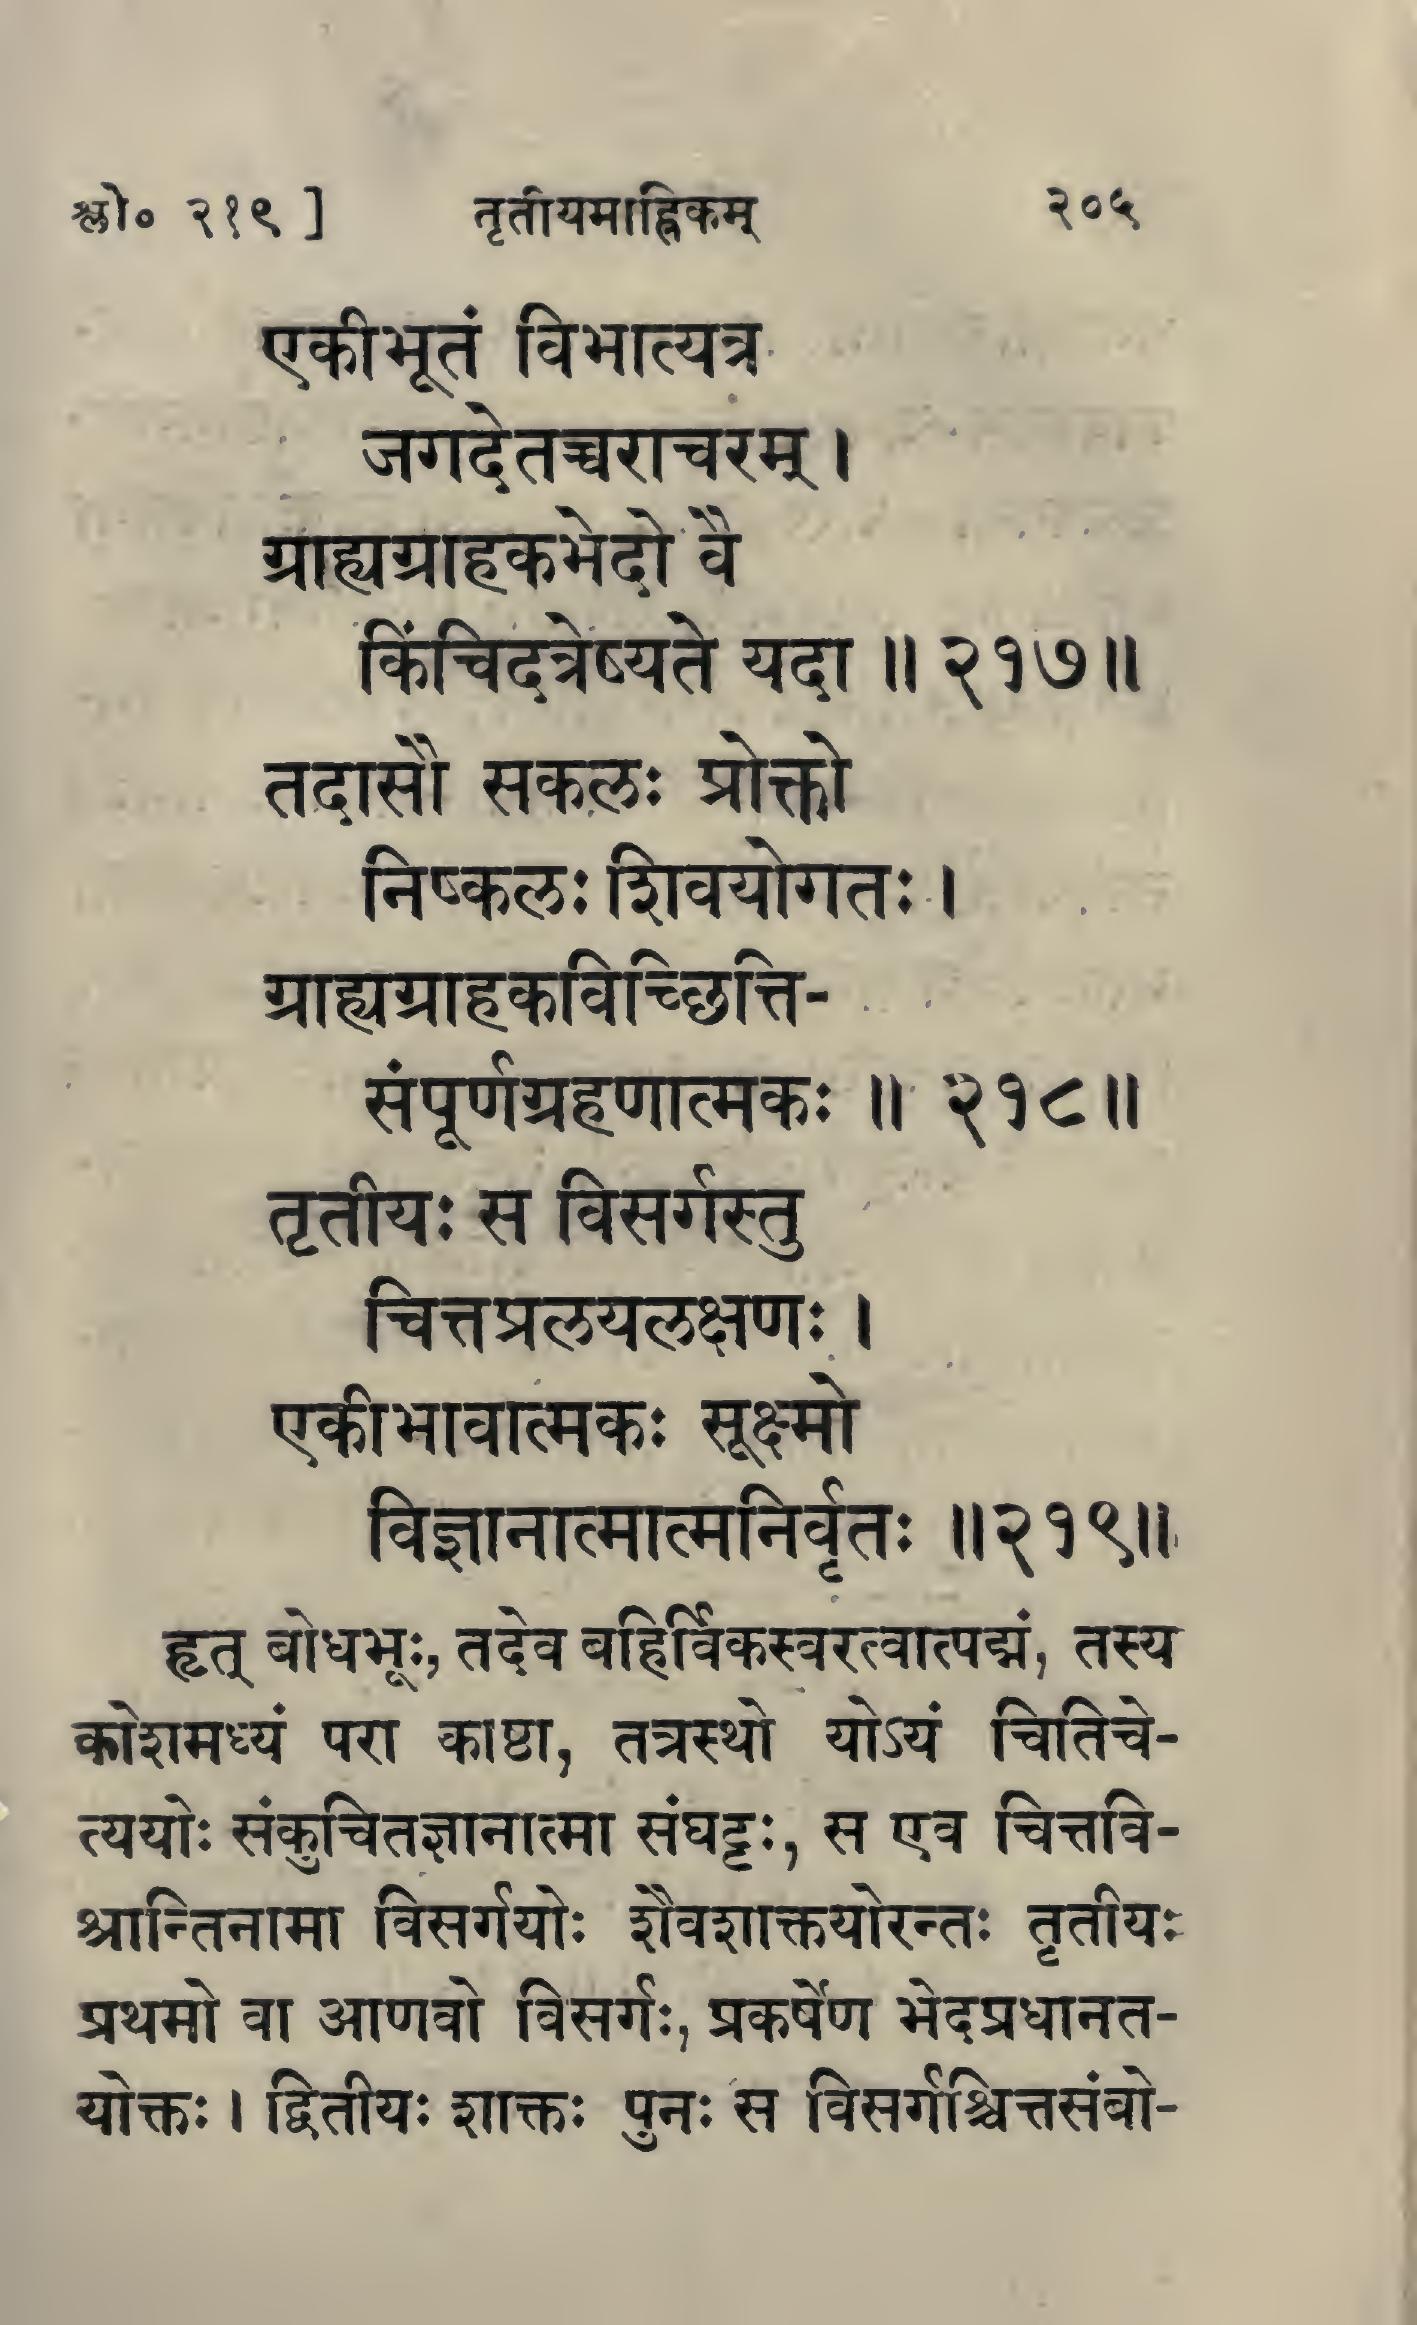 श्लो० २१९ ] तृतीयमाह्निकम् २०५
एकीभूतं विभात्यत्र
जगदेतच्चराचरम् ।
ग्राह्यग्राहकभेदो वै
किंचिदत्रेष्यते यदा ॥ २१७॥
तदासौ सकलः प्रोक्तो
निष्कलः शिवयोगतः ।
ग्राह्यग्राहकविच्छित्ति-
संपूर्णग्रहणात्मकः ॥ २१८॥
तृतीयः स विसर्गस्तु
चित्तप्रलयलक्षणः ।
एकीभावात्मकः सूक्ष्मो
विज्ञानात्मात्मनिर्वृतः ॥२१९॥
हृत् बोधभूः, तदेव बहिर्विकस्वरत्वात्पद्मं, तस्य
कोशमध्यं परा काष्ठा, तत्रस्थो योऽयं चितिचे-
त्ययोः संकुचितज्ञानात्मा संघट्टः, स एव चित्तवि-
श्रान्तिनामा विसर्गयोः शैवशाक्तयोरन्तः तृतीयः
प्रथमो वा आणवो विसर्गः, प्रकर्षेण भेदप्रधानत-
योक्तः । द्वितीयः शाक्तः पुनः स विसर्गश्चित्तसंबो-